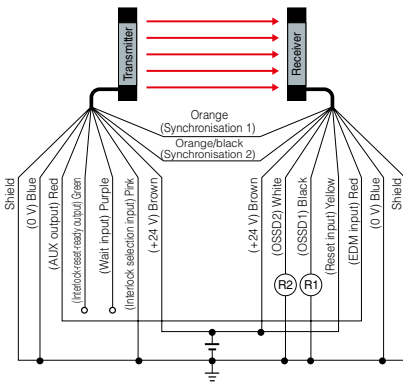 Transmitter
Receiver
Orange
(Synchronisation 1)
Orange/black
(Synchronisation 2)
Shield
(0 V) Blue
(AUX output) Red
(Interlock-reset-ready output) Green
(Wait input) Purple
(Interlock selection input) Pink
(+24 V) Brown
(+24 V) Brown
(OSSD2) White
(OSSD1) Black
(Reset input) Yellow
(EDM input) Red
(0 V) Blue
Shield
R2
R1